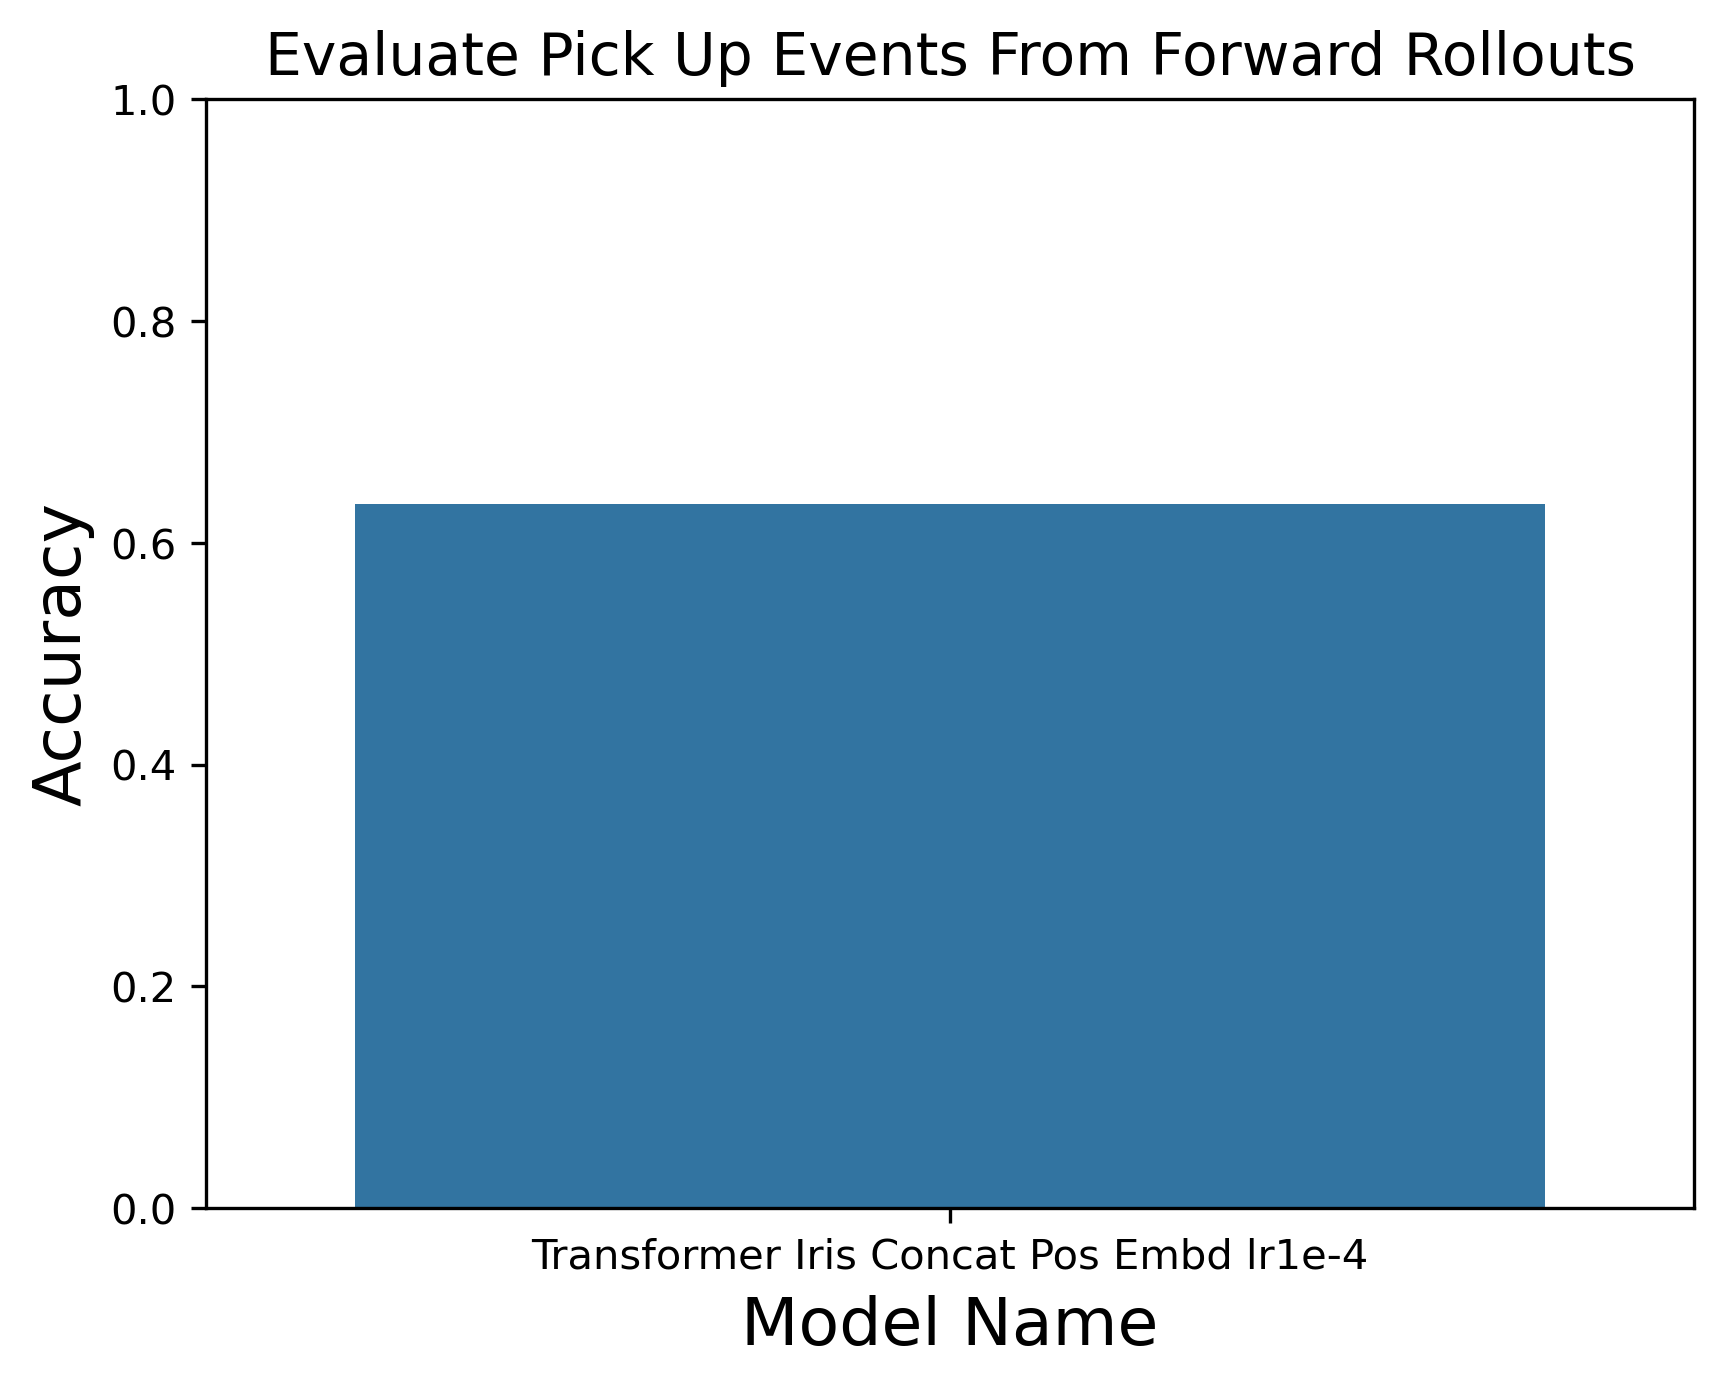 Evaluate Pick Up Events From Forward Rollouts
1.0
0.8
0.6
0.4
0.2
0.0
Accuracy
Transformer Iris Concat Pos Embd lr1e-4
Model Name